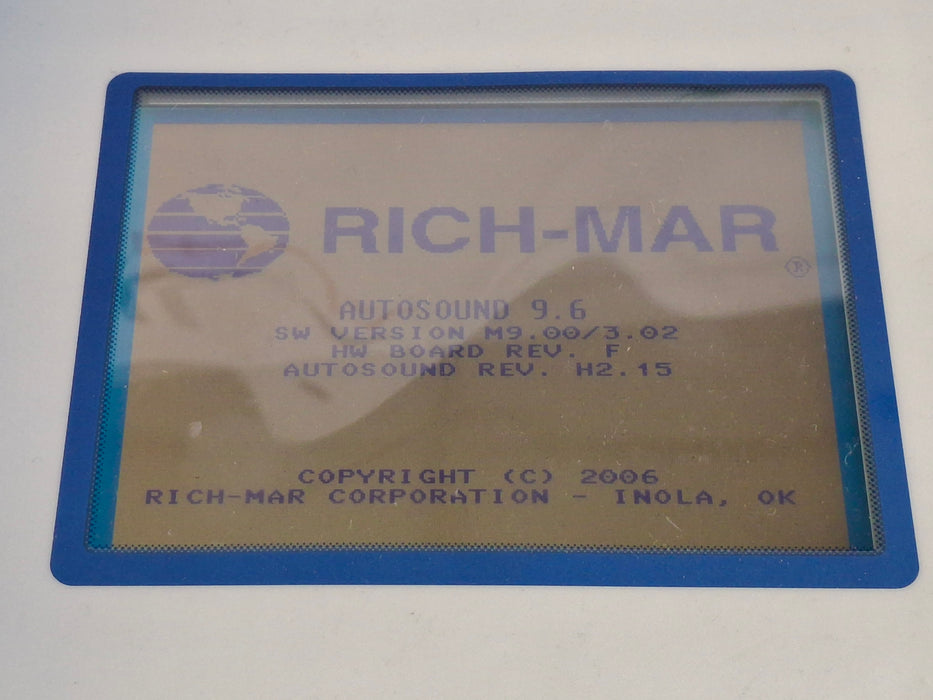 RICH-MAR
®
AUTOSOUND 9.6
SW VERSION M9.00/3.02
HW BOARD REV. F
AUTOSOUND REV. H2.15
COPYRIGHT (C) 2006
RICH-MAR CORPORATION - INOLA, OK